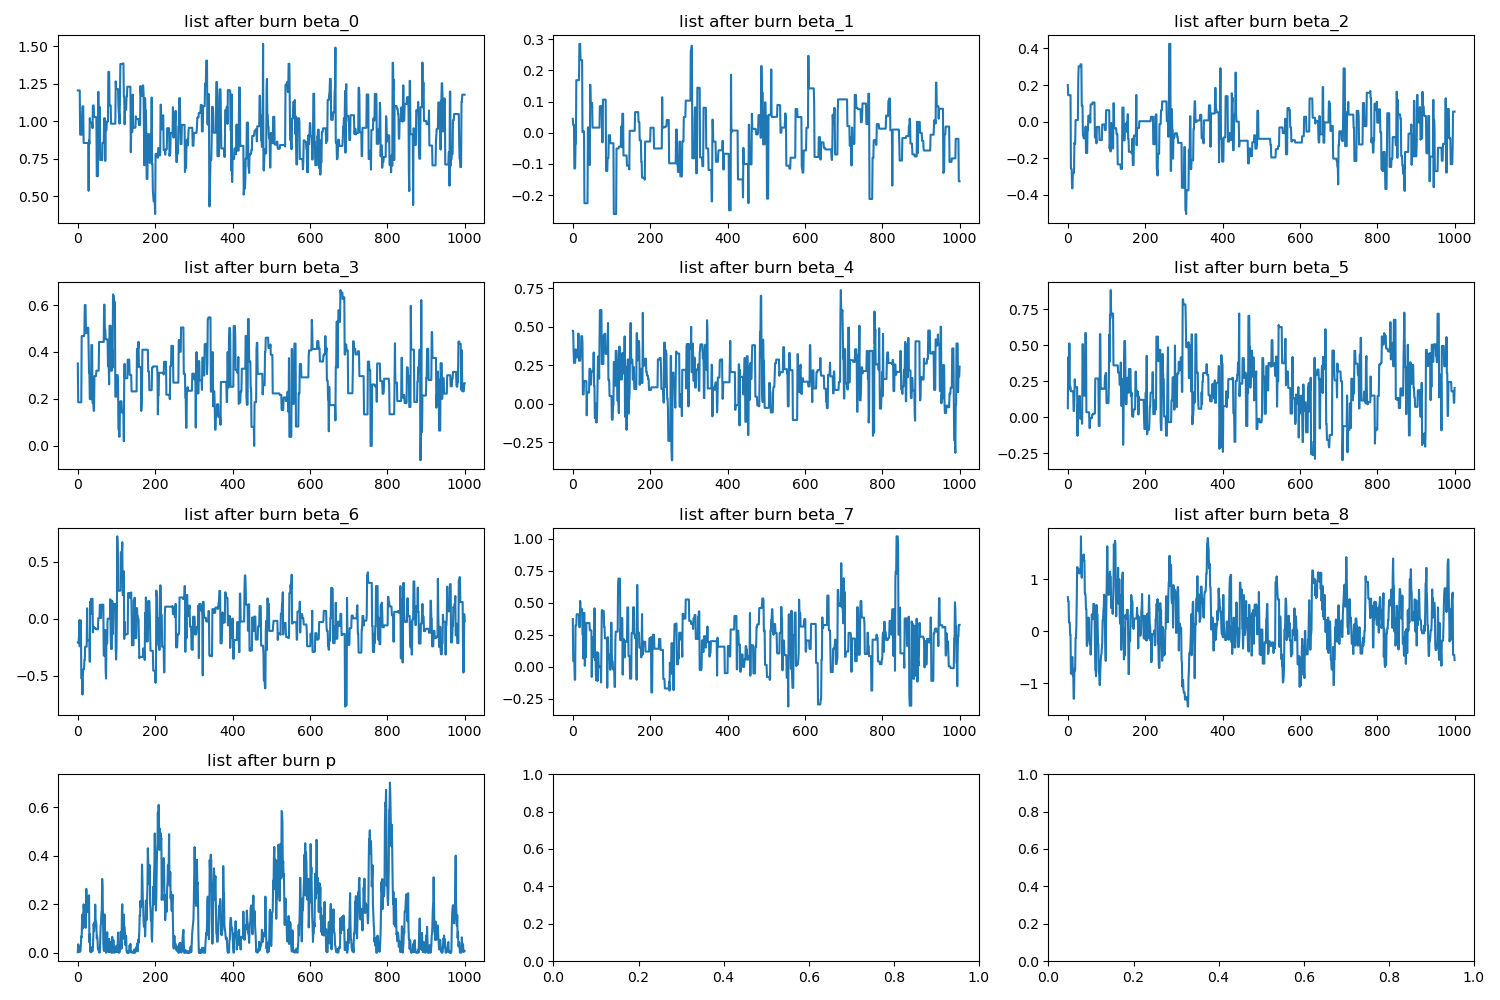 list after burn beta_0
list after burn beta_1
list after burn beta_2
1.50
1.25
1.00
0.75
0.50
0 200 400 600 800 1000
0.3
0.2
0.1
0.0
−0.1
−0.2
0 200 400 600 800 1000
0.4
0.2
0.0
−0.2
−0.4
0 200 400 600 800 1000
list after burn beta_3
list after burn beta_4
list after burn beta_5
0.6
0.4
0.2
0.0
0 200 400 600 800 1000
0.75
0.50
0.25
0.00
−0.25
0 200 400 600 800 1000
0.75
0.50
0.25
0.00
−0.25
0 200 400 600 800 1000
list after burn beta_6
list after burn beta_7
list after burn beta_8
0.5
0.0
−0.5
0 200 400 600 800 1000
1.00
0.75
0.50
0.25
0.00
−0.25
0 200 400 600 800 1000
1
0
−1
0 200 400 600 800 1000
list after burn p
0.6
0.4
0.2
0.0
0 200 400 600 800 1000
1.0
0.8
0.6
0.4
0.2
0.0
0.0 0.2 0.4 0.6 0.8 1.0
1.0
0.8
0.6
0.4
0.2
0.0
0.0 0.2 0.4 0.6 0.8 1.0